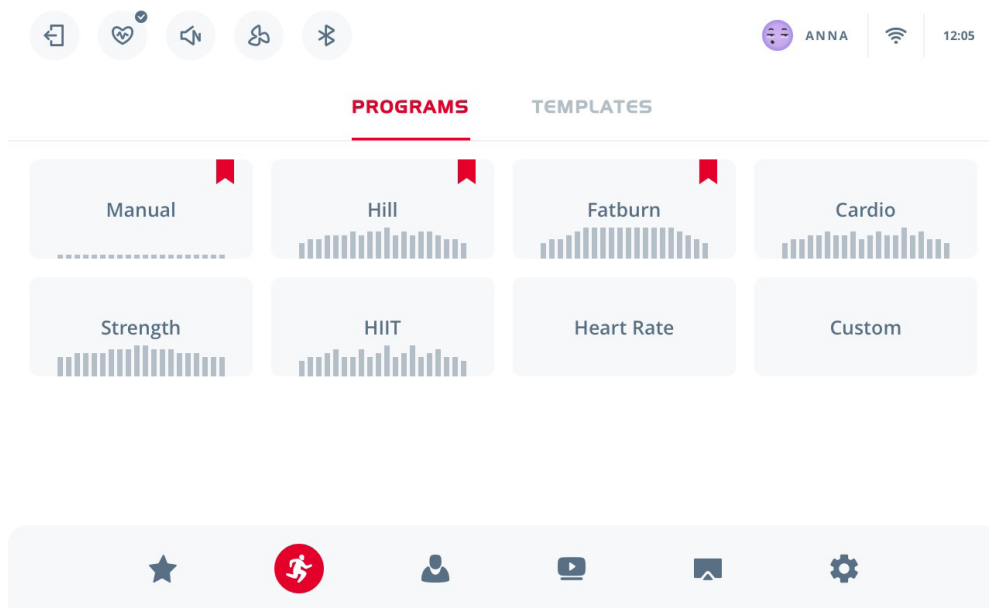 ANNA
12:05
PROGRAMS
TEMPLATES
Manual
Hill
Fatburn
Cardio
Strength
HIIT
Heart Rate
Custom